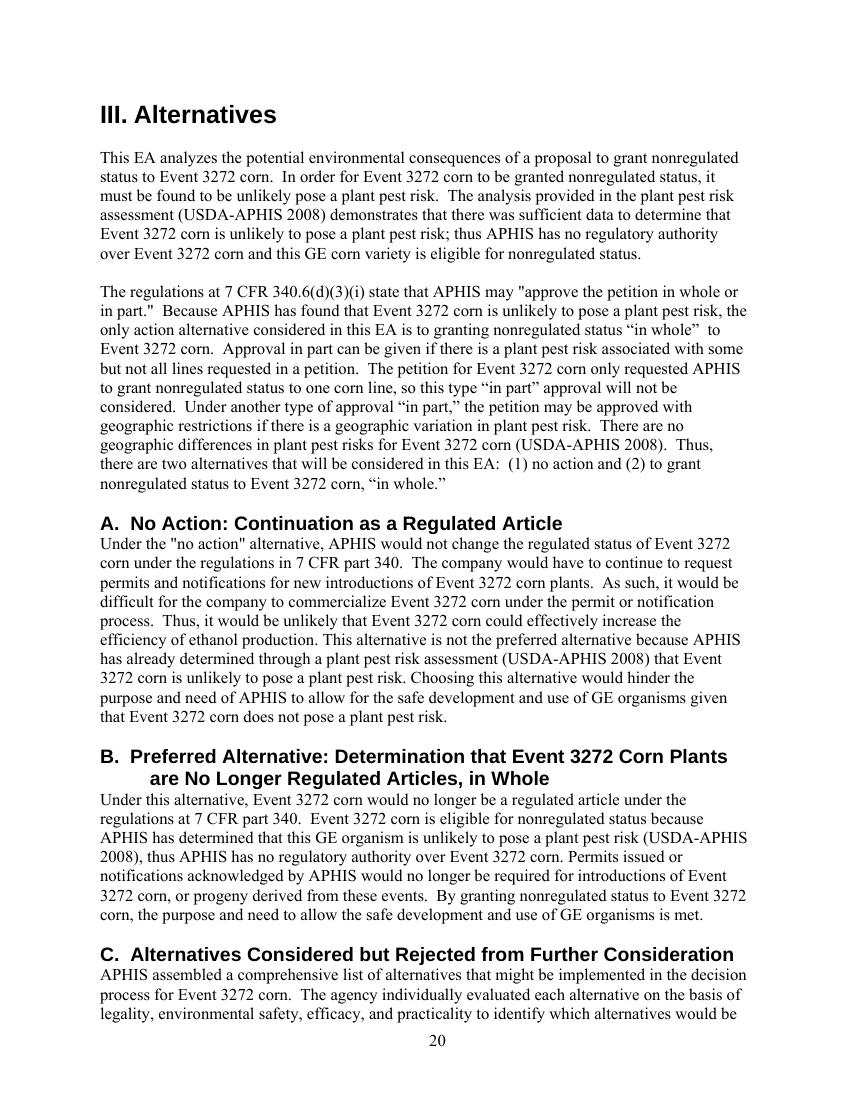 III. Alternatives
This EA analyzes the potential environmental consequences of a proposal to grant nonregulated
status to Event 3272 corn.  In order for Event 3272 corn to be granted nonregulated status, it
must be found to be unlikely pose a plant pest risk.  The analysis provided in the plant pest risk
assessment (USDA-APHIS 2008) demonstrates that there was sufficient data to determine that
Event 3272 corn is unlikely to pose a plant pest risk; thus APHIS has no regulatory authority
over Event 3272 corn and this GE corn variety is eligible for nonregulated status.
The regulations at 7 CFR 340.6(d)(3)(i) state that APHIS may "approve the petition in whole or
in part."  Because APHIS has found that Event 3272 corn is unlikely to pose a plant pest risk, the
only action alternative considered in this EA is to granting nonregulated status “in whole”  to
Event 3272 corn.  Approval in part can be given if there is a plant pest risk associated with some
but not all lines requested in a petition.  The petition for Event 3272 corn only requested APHIS
to grant nonregulated status to one corn line, so this type “in part” approval will not be
considered.  Under another type of approval “in part,” the petition may be approved with
geographic restrictions if there is a geographic variation in plant pest risk.  There are no
geographic differences in plant pest risks for Event 3272 corn (USDA-APHIS 2008).  Thus,
there are two alternatives that will be considered in this EA:  (1) no action and (2) to grant
nonregulated status to Event 3272 corn, “in whole.”
A.  No Action: Continuation as a Regulated Article
Under the "no action" alternative, APHIS would not change the regulated status of Event 3272
corn under the regulations in 7 CFR part 340.  The company would have to continue to request
permits and notifications for new introductions of Event 3272 corn plants.  As such, it would be
difficult for the company to commercialize Event 3272 corn under the permit or notification
process.  Thus, it would be unlikely that Event 3272 corn could effectively increase the
efficiency of ethanol production. This alternative is not the preferred alternative because APHIS
has already determined through a plant pest risk assessment (USDA-APHIS 2008) that Event
3272 corn is unlikely to pose a plant pest risk. Choosing this alternative would hinder the
purpose and need of APHIS to allow for the safe development and use of GE organisms given
that Event 3272 corn does not pose a plant pest risk.
B.  Preferred Alternative: Determination that Event 3272 Corn Plants
are No Longer Regulated Articles, in Whole
Under this alternative, Event 3272 corn would no longer be a regulated article under the
regulations at 7 CFR part 340.  Event 3272 corn is eligible for nonregulated status because
APHIS has determined that this GE organism is unlikely to pose a plant pest risk (USDA-APHIS
2008), thus APHIS has no regulatory authority over Event 3272 corn. Permits issued or
notifications acknowledged by APHIS would no longer be required for introductions of Event
3272 corn, or progeny derived from these events.  By granting nonregulated status to Event 3272
corn, the purpose and need to allow the safe development and use of GE organisms is met.
C.  Alternatives Considered but Rejected from Further Consideration
APHIS assembled a comprehensive list of alternatives that might be implemented in the decision
process for Event 3272 corn.  The agency individually evaluated each alternative on the basis of
legality, environmental safety, efficacy, and practicality to identify which alternatives would be
20